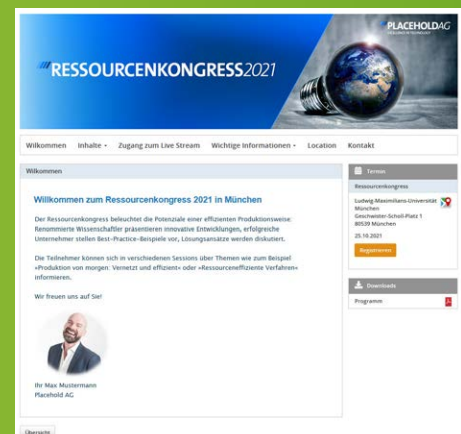 PLACEHOLDAG
RESSOURCENKONGRESS2021
Wilkommen Inhalte Zugang zum Live Stream Wichtige Informationen Location Kontakt
Wilkommen
Willkommen zum Ressourcenkongress 2021 in München
Der Ressourcenkongress beleuchtet die Potenziale einer effizienten Produktionsweise:
Renommierte Wissenschaftler präsentieren innovative Entwicklungen, erfolgreiche
Unternehmer stellen Best-Practice-Beispiele vor, Lösungsansätze werden diskutiert.
Die Teilnehmer können sich in verschiedenen Sessions über Themen wie zum Beispiel
»Produktion von morgen: Vernetzt und effizient« oder »Ressourceneffiziente Verfahren«
informieren.
Wir freuen uns auf Sie!
Ihr Max Mustermann
Placehold AG
Übersicht
Termin
Ressourcenkongress
Ludwig-Maximilians-Universität
München
Geschwister-Scholl-Platz 1
80539 München
25.10.2021
Registrieren
Downloads
Programm